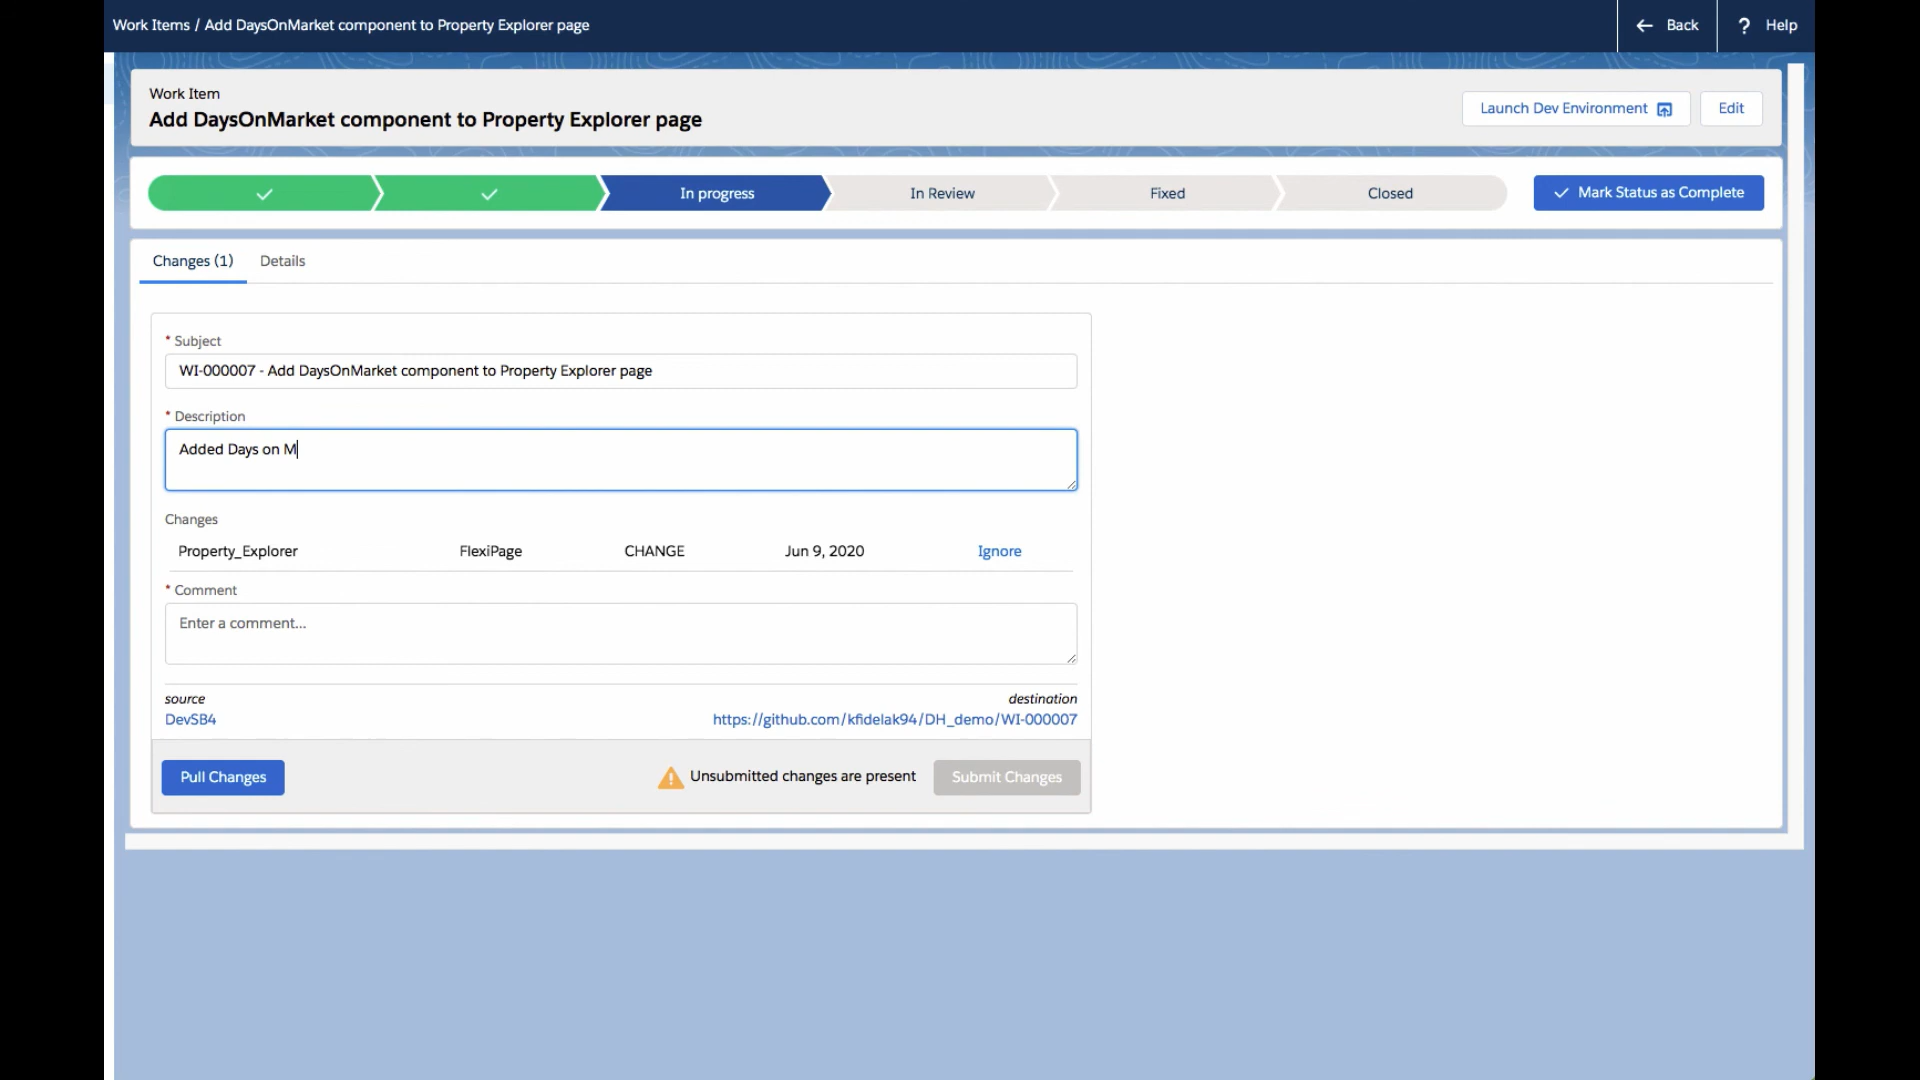 Work Items / Add DaysOnMarket component to Property Explorer page
Back
? Help
Work Item
Add DaysOnMarket component to Property Explorer page
Launch Dev Environment
Edit
In progress
In Review
Fixed
Closed
Mark Status as Complete
Changes (1)
Details
* Subject
WI-000007 - Add DaysOnMarket component to Property Explorer page
* Description
Added Days on M
Changes
Property_Explorer FlexiPage CHANGE Jun 9, 2020 Ignore
* Comment
Enter a comment...
source destination
DevSB4 https://github.com/kfidelak94/DH_demo/WI-000007
Pull Changes
Unsubmitted changes are present
Submit Changes